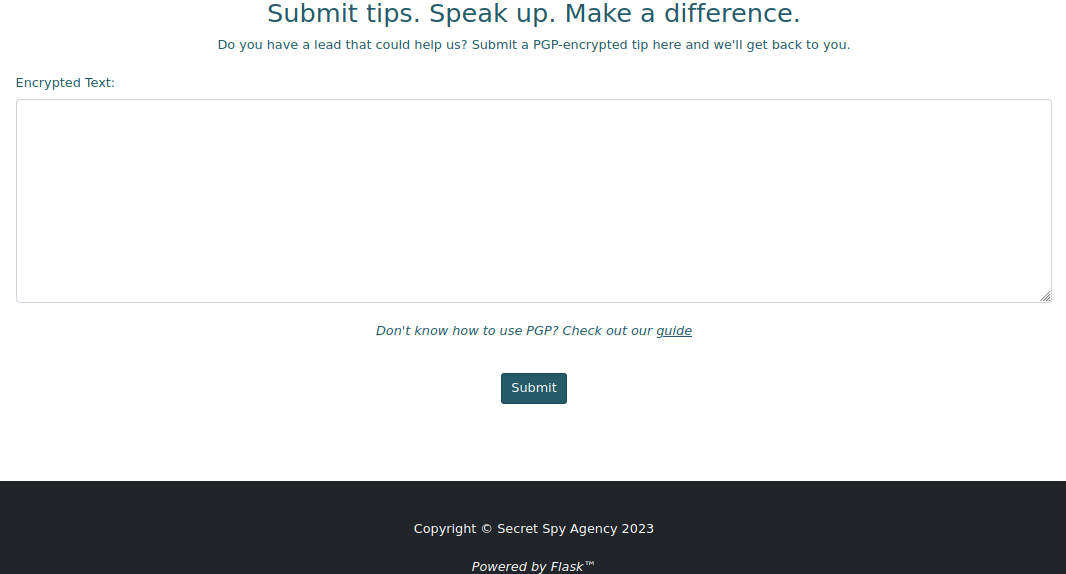 Submit tips. Speak up. Make a difference.
Do you have a lead that could help us? Submit a PGP-encrypted tip here and we'll get back to you.
Encrypted Text:
Don't know how to use PGP? Check out our guide
Submit
Copyright © Secret Spy Agency 2023
Powered by Flask™